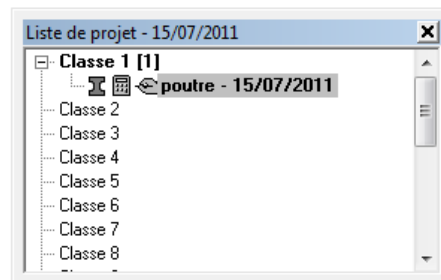 Liste de projet - 15/07/2011
Classe 1 [1]
poutre - 15/07/2011
Classe 2
Classe 3
Classe 4
Classe 5
Classe 6
Classe 7
Classe 8